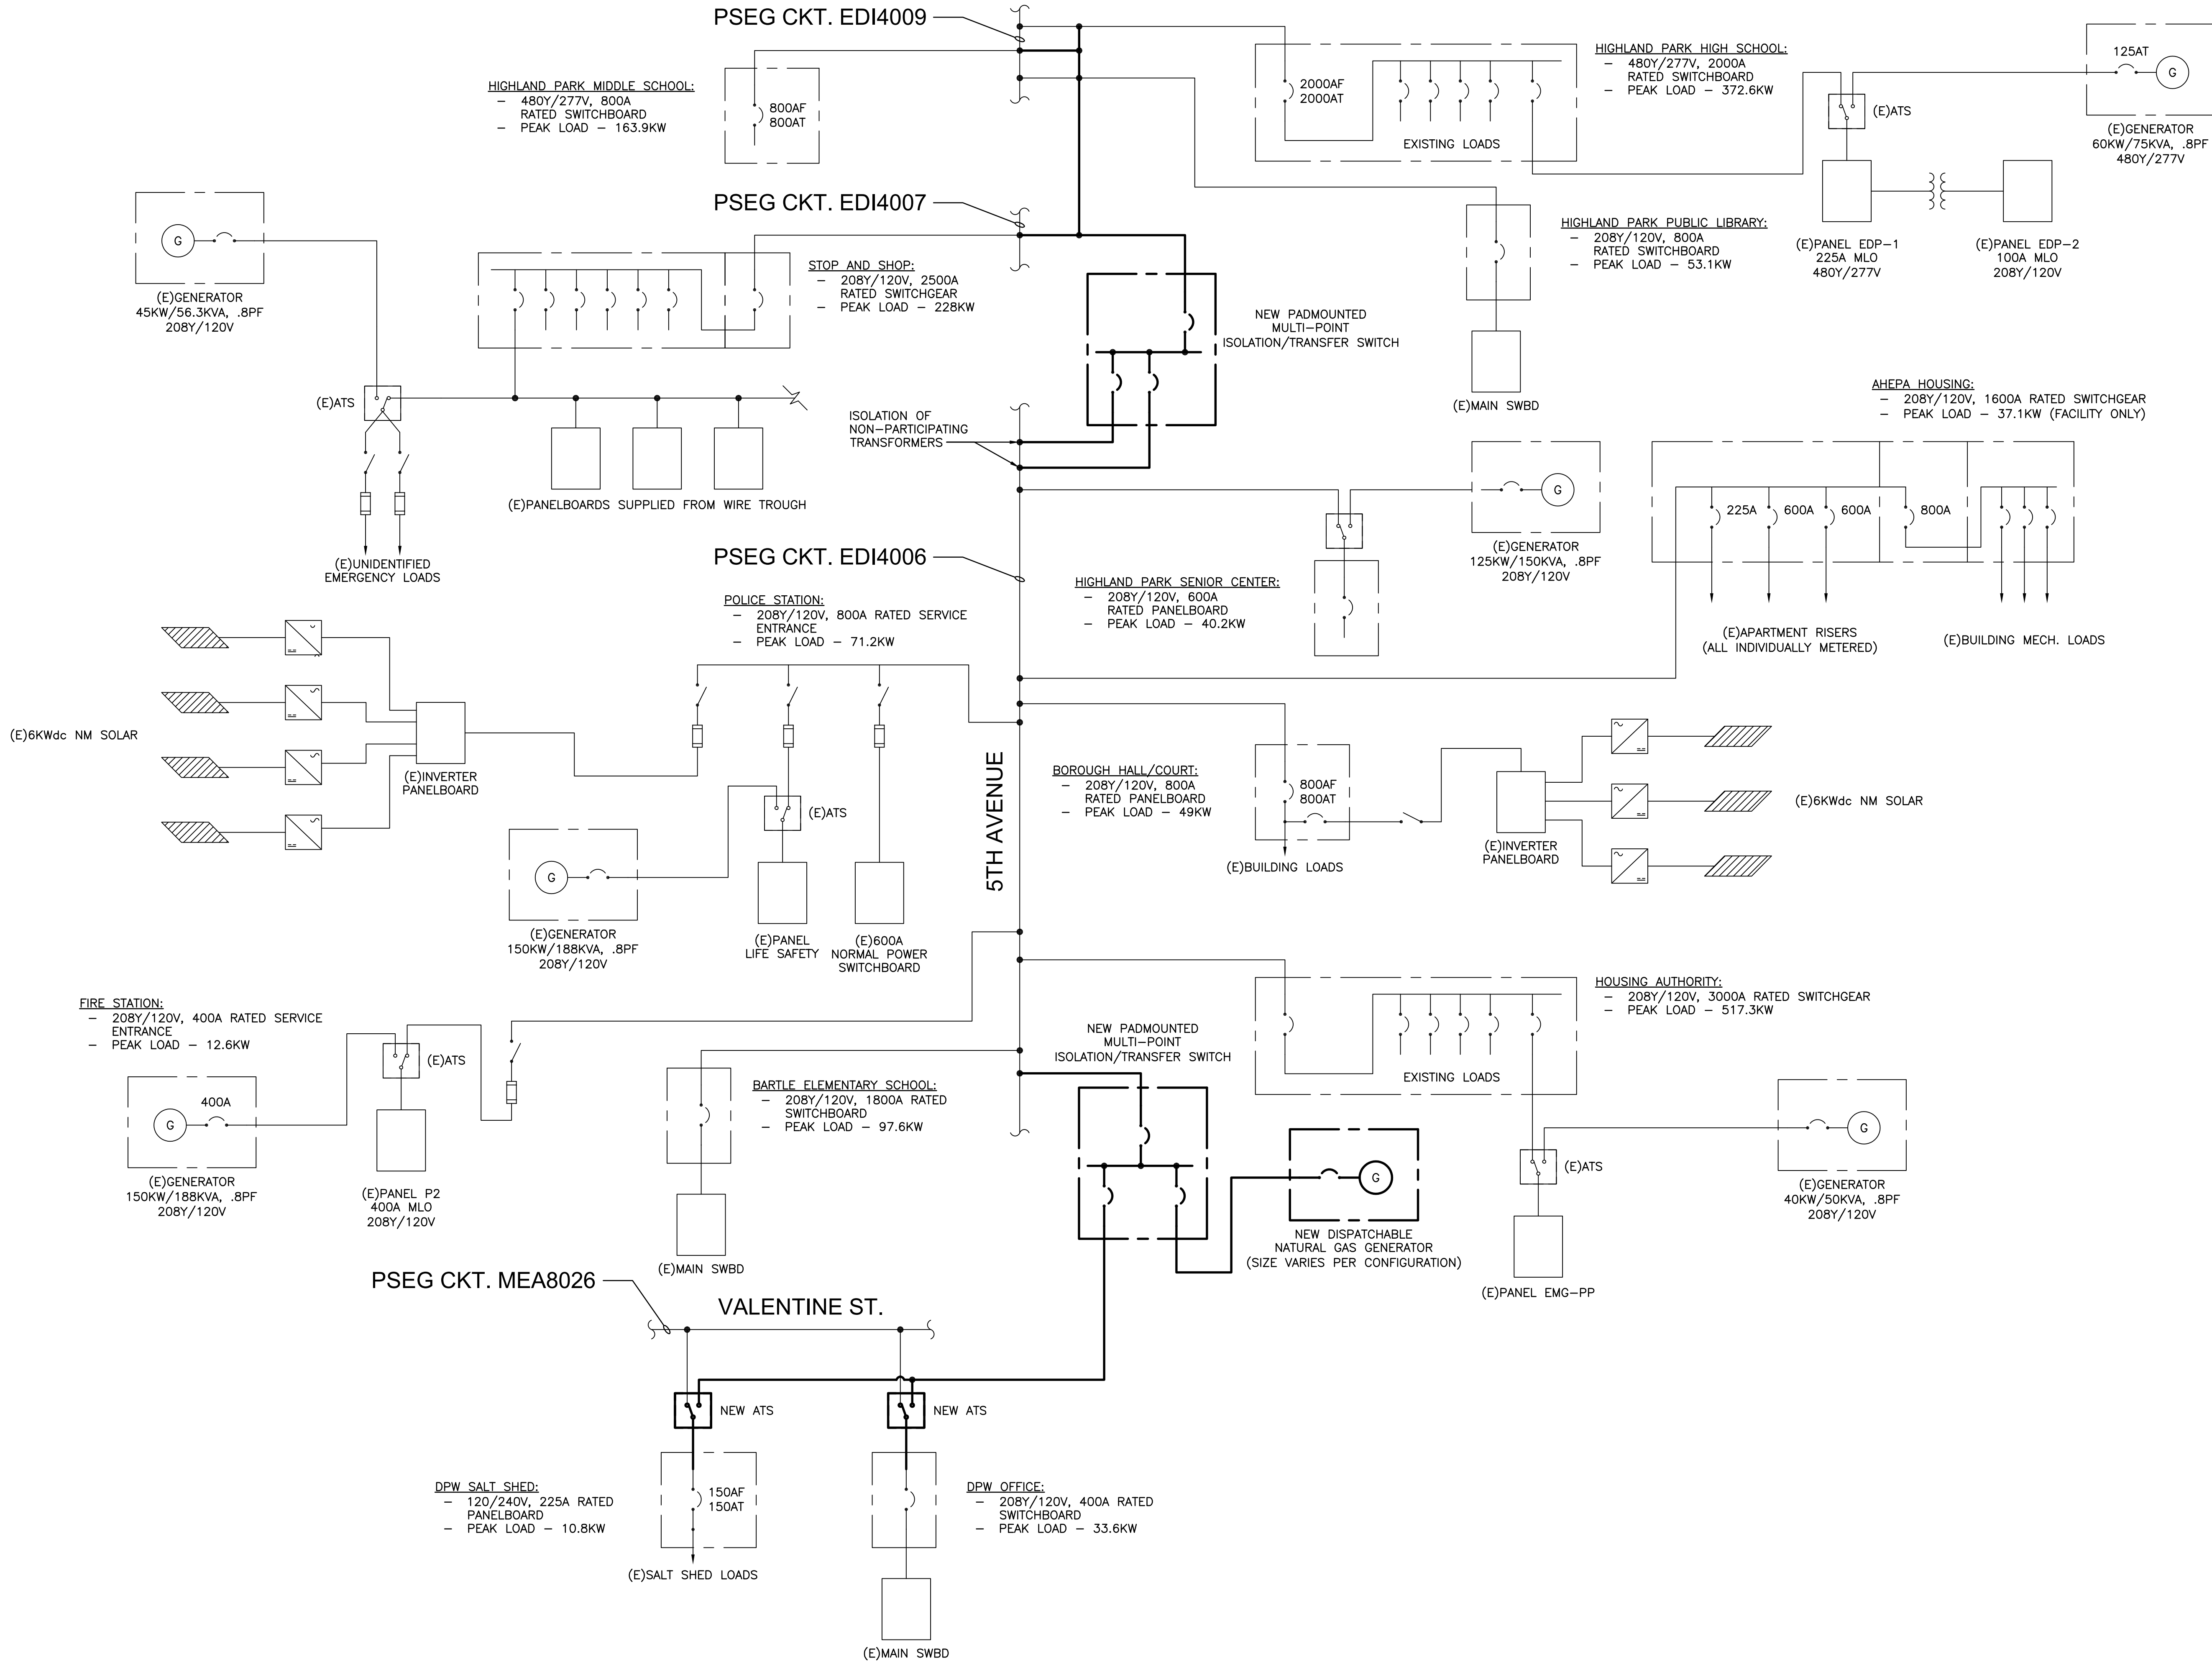 PSEG CKT. EDI4009
HIGHLAND PARK MIDDLE SCHOOL:
– 480Y/277V, 800A
RATED SWITCHBOARD
– PEAK LOAD – 163.9KW
800AF
800AT
2000AF
2000AT
EXISTING LOADS
HIGHLAND PARK HIGH SCHOOL:
– 480Y/277V, 2000A
RATED SWITCHBOARD
– PEAK LOAD – 372.6KW
(E)ATS
125AT
G
(E)GENERATOR
60KW/75KVA, .8PF
480Y/277V
(E)PANEL EDP–1
225A MLO
480Y/277V
(E)PANEL EDP–2
100A MLO
208Y/120V
PSEG CKT. EDI4007
G
(E)GENERATOR
45KW/56.3KVA, .8PF
208Y/120V
STOP AND SHOP:
– 208Y/120V, 2500A
RATED SWITCHGEAR
– PEAK LOAD – 228KW
NEW PADMOUNTED
MULTI–POINT
ISOLATION/TRANSFER SWITCH
HIGHLAND PARK PUBLIC LIBRARY:
– 208Y/120V, 800A
RATED SWITCHBOARD
– PEAK LOAD – 53.1KW
(E)MAIN SWBD
(E)ATS
ISOLATION OF
NON–PARTICIPATING
TRANSFORMERS
(E)PANELBOARDS SUPPLIED FROM WIRE TROUGH
(E)UNIDENTIFIED
EMERGENCY LOADS
AHEPA HOUSING:
– 208Y/120V, 1600A RATED SWITCHGEAR
– PEAK LOAD – 37.1KW (FACILITY ONLY)
225A
600A
600A
800A
(E)APARTMENT RISERS
(ALL INDIVIDUALLY METERED)
(E)BUILDING MECH. LOADS
G
(E)GENERATOR
125KW/150KVA, .8PF
208Y/120V
PSEG CKT. EDI4006
HIGHLAND PARK SENIOR CENTER:
– 208Y/120V, 600A
RATED PANELBOARD
– PEAK LOAD – 40.2KW
POLICE STATION:
– 208Y/120V, 800A RATED SERVICE
ENTRANCE
– PEAK LOAD – 71.2KW
(E)6KWdc NM SOLAR
(E)INVERTER
PANELBOARD
(E)ATS
G
(E)GENERATOR
150KW/188KVA, .8PF
208Y/120V
(E)PANEL
LIFE SAFETY
(E)600A
NORMAL POWER
SWITCHBOARD
5TH AVENUE
BOROUGH HALL/COURT:
– 208Y/120V, 800A
RATED PANELBOARD
– PEAK LOAD – 49KW
800AF
800AT
(E)BUILDING LOADS
(E)INVERTER
PANELBOARD
(E)6KWdc NM SOLAR
FIRE STATION:
– 208Y/120V, 400A RATED SERVICE
ENTRANCE
– PEAK LOAD – 12.6KW
G
400A
(E)GENERATOR
150KW/188KVA, .8PF
208Y/120V
(E)ATS
(E)PANEL P2
400A MLO
208Y/120V
BARTLE ELEMENTARY SCHOOL:
– 208Y/120V, 1800A RATED
SWITCHBOARD
– PEAK LOAD – 97.6KW
(E)MAIN SWBD
NEW PADMOUNTED
MULTI–POINT
ISOLATION/TRANSFER SWITCH
EXISTING LOADS
HOUSING AUTHORITY:
– 208Y/120V, 3000A RATED SWITCHGEAR
– PEAK LOAD – 517.3KW
G
NEW DISPATCHABLE
NATURAL GAS GENERATOR
(SIZE VARIES PER CONFIGURATION)
(E)ATS
(E)PANEL EMG–PP
G
(E)GENERATOR
40KW/50KVA, .8PF
208Y/120V
PSEG CKT. MEA8026
VALENTINE ST.
NEW ATS
NEW ATS
DPW SALT SHED:
– 120/240V, 225A RATED
PANELBOARD
– PEAK LOAD – 10.8KW
150AF
150AT
(E)SALT SHED LOADS
DPW OFFICE:
– 208Y/120V, 400A RATED
SWITCHBOARD
– PEAK LOAD – 33.6KW
(E)MAIN SWBD